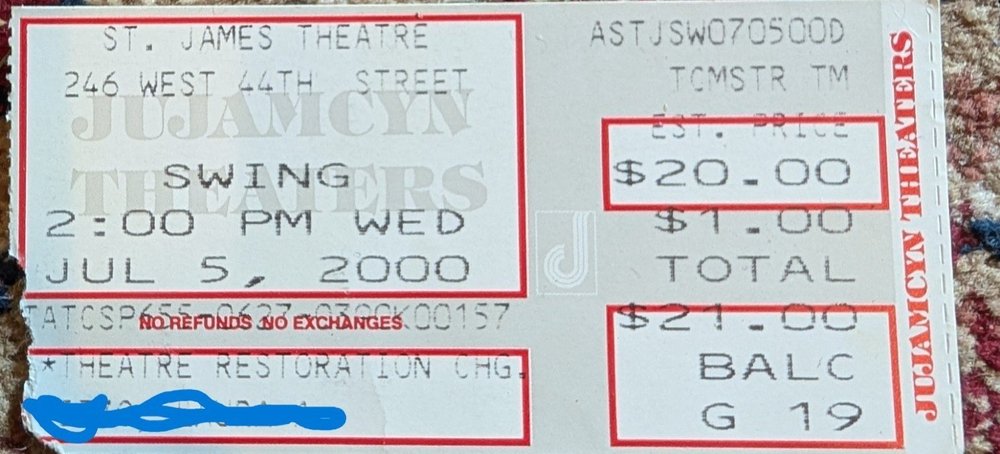 ST. JAMES THEATRE
246 WEST 44TH STREET
JUJAMCYN
THEATERS
SWING
2:00 PM WED
JUL 5, 2000
NO REFUNDS NO EXCHANGES
*THEATRE RESTORATION CHG.
ASTJSW070500D
TCMSTR TM
EST. PRICE
$20.00
$1.00
TOTAL
$21.00
BALC
G 19
J
JUJAMCYN THEATERS